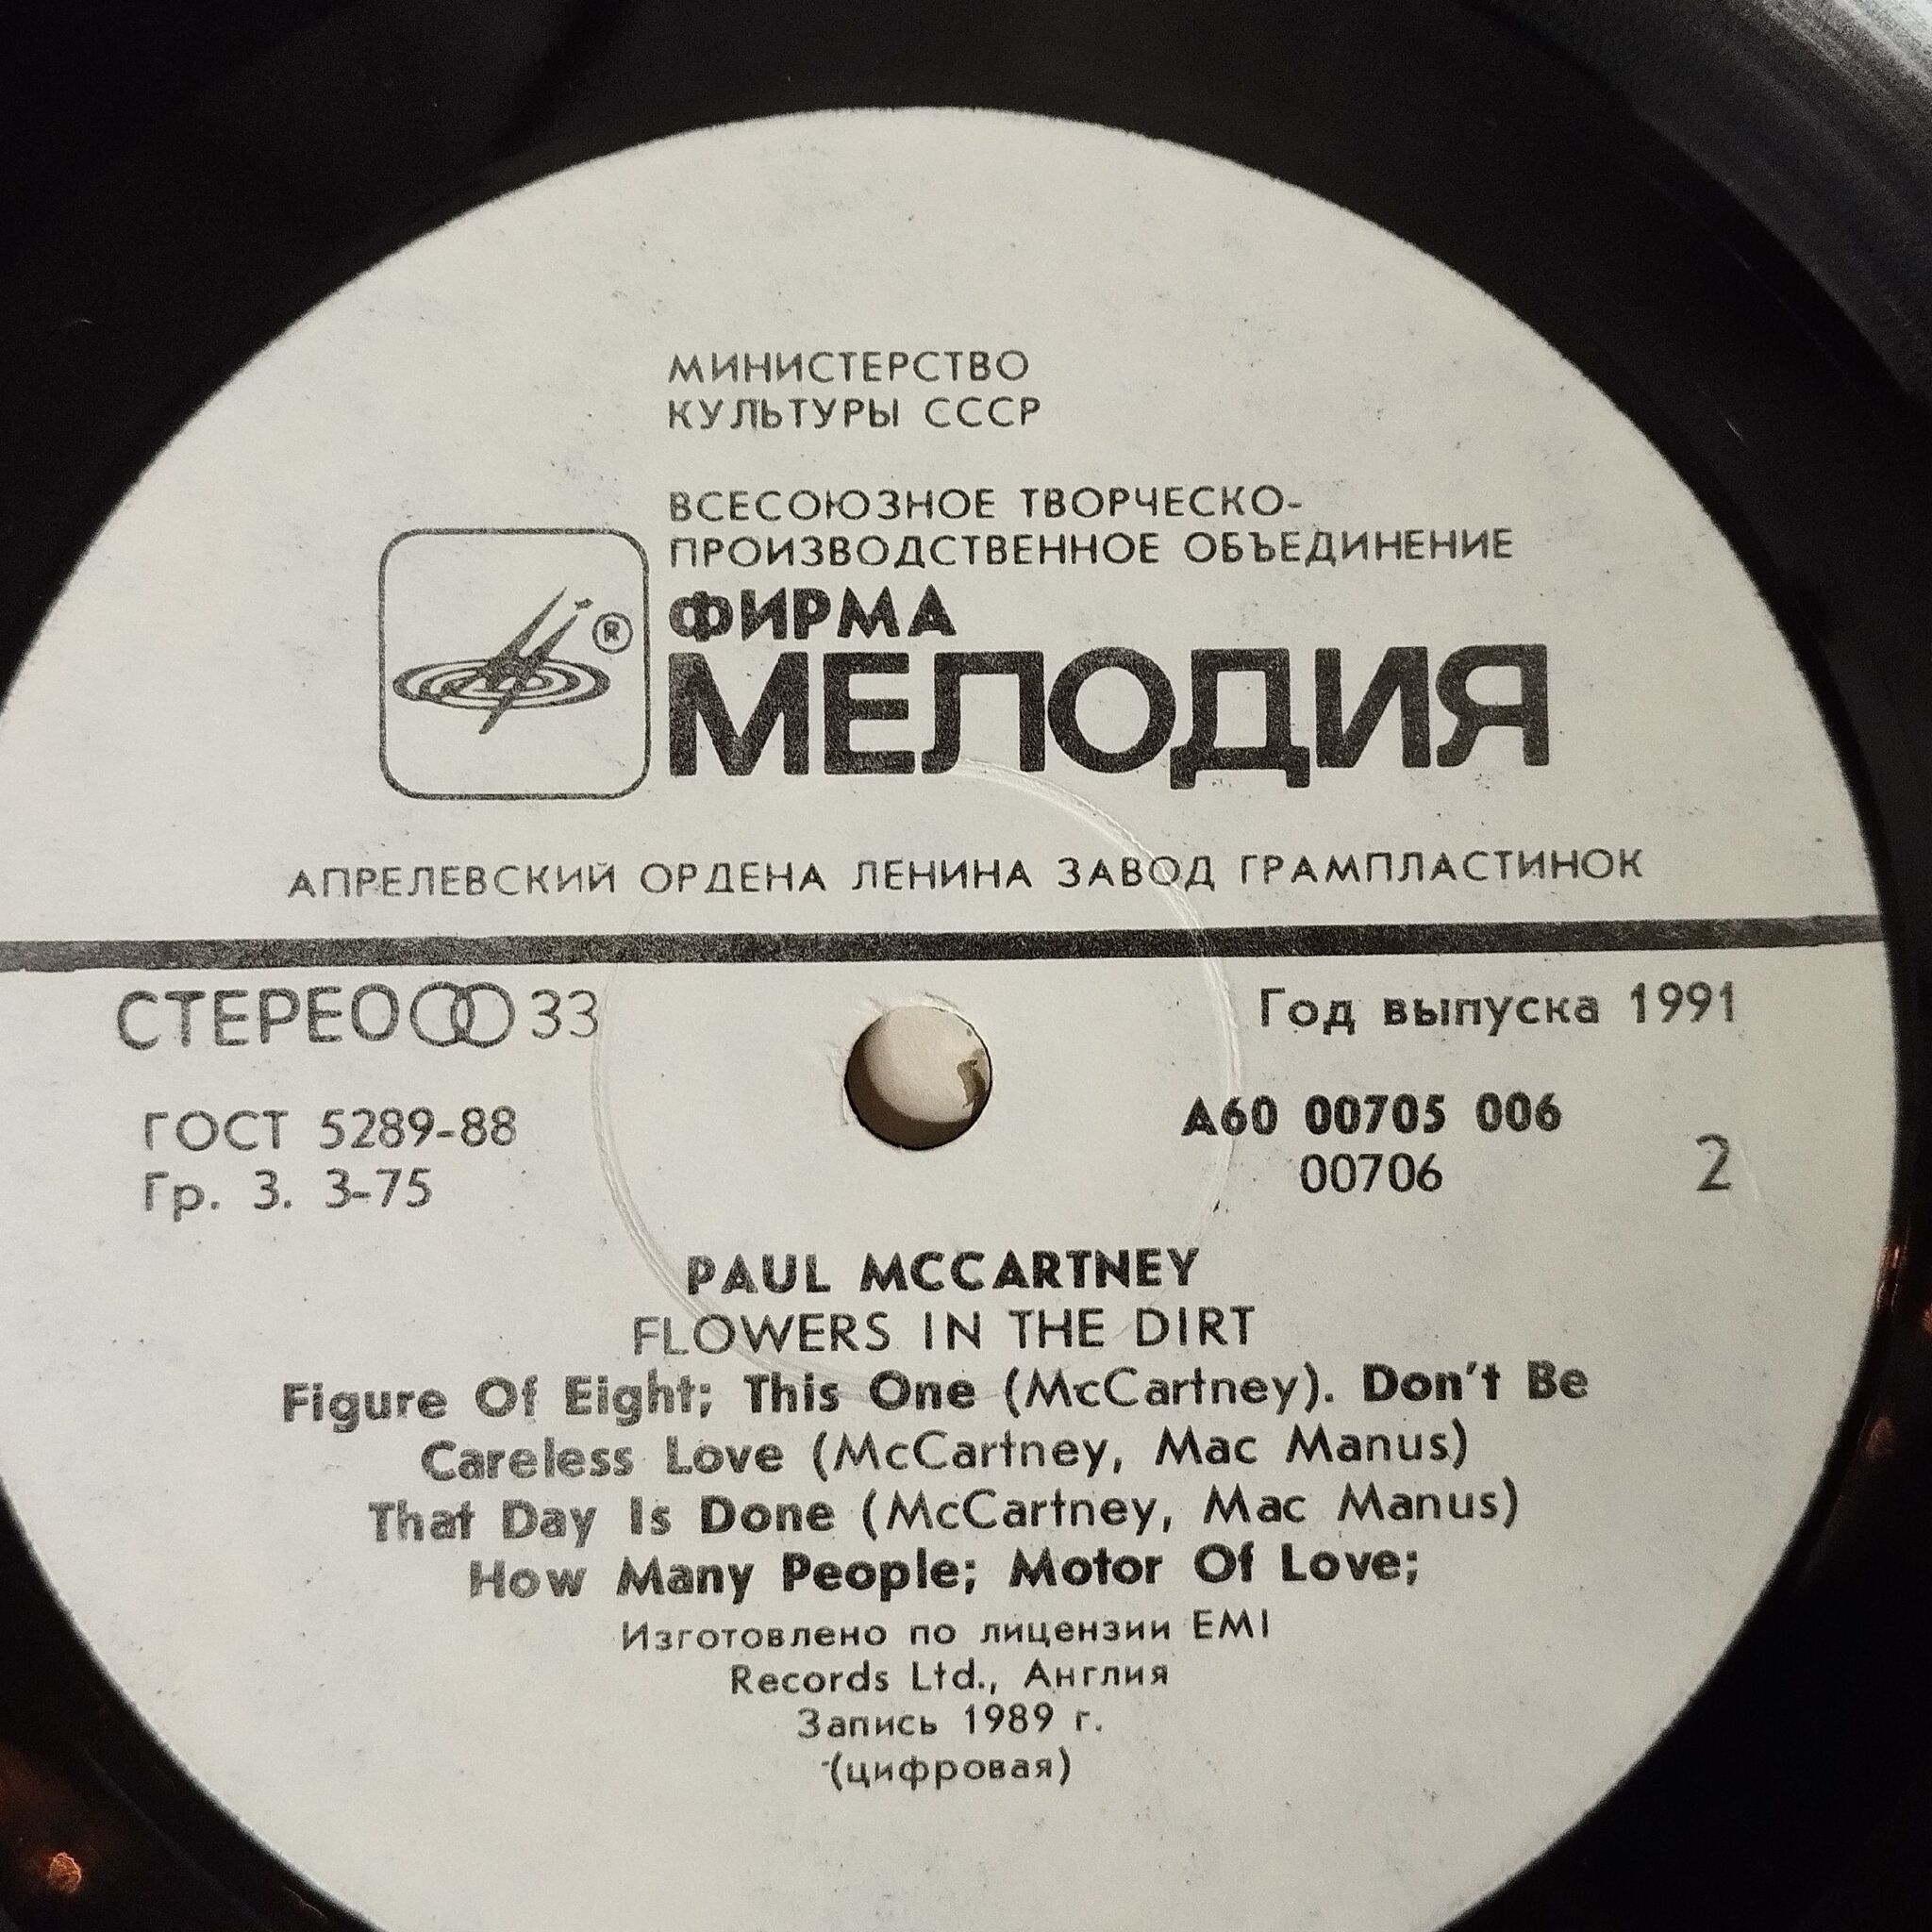 МИНИСТЕРСТВО
КУЛЬТУРЫ СССР
ВСЕСОЮЗНОЕ ТВОРЧЕСКО-
ПРОИЗВОДСТВЕННОЕ ОБЪЕДИНЕНИЕ
ФИРМА
®
МЕЛОДИЯ
АПРЕЛЕВСКИЙ ОРДЕНА ЛЕНИНА ЗАВОД ГРАМПЛАСТИНОК
СТЕРЕО 33
Год выпуска 1991
ГОСТ 5289-88
Гр. 3. 3-75
А60 00705 006
00706
2
PAUL MCCARTNEY
FLOWERS IN THE DIRT
Figure Of Eight; This One (McCartney). Don't Be
Careless Love (McCartney, Mac Manus)
That Day Is Done (McCartney, Mac Manus)
How Many People; Motor Of Love;
Изготовлено по лицензии EMI
Records Ltd., Англия
Запись 1989 г.
(цифровая)